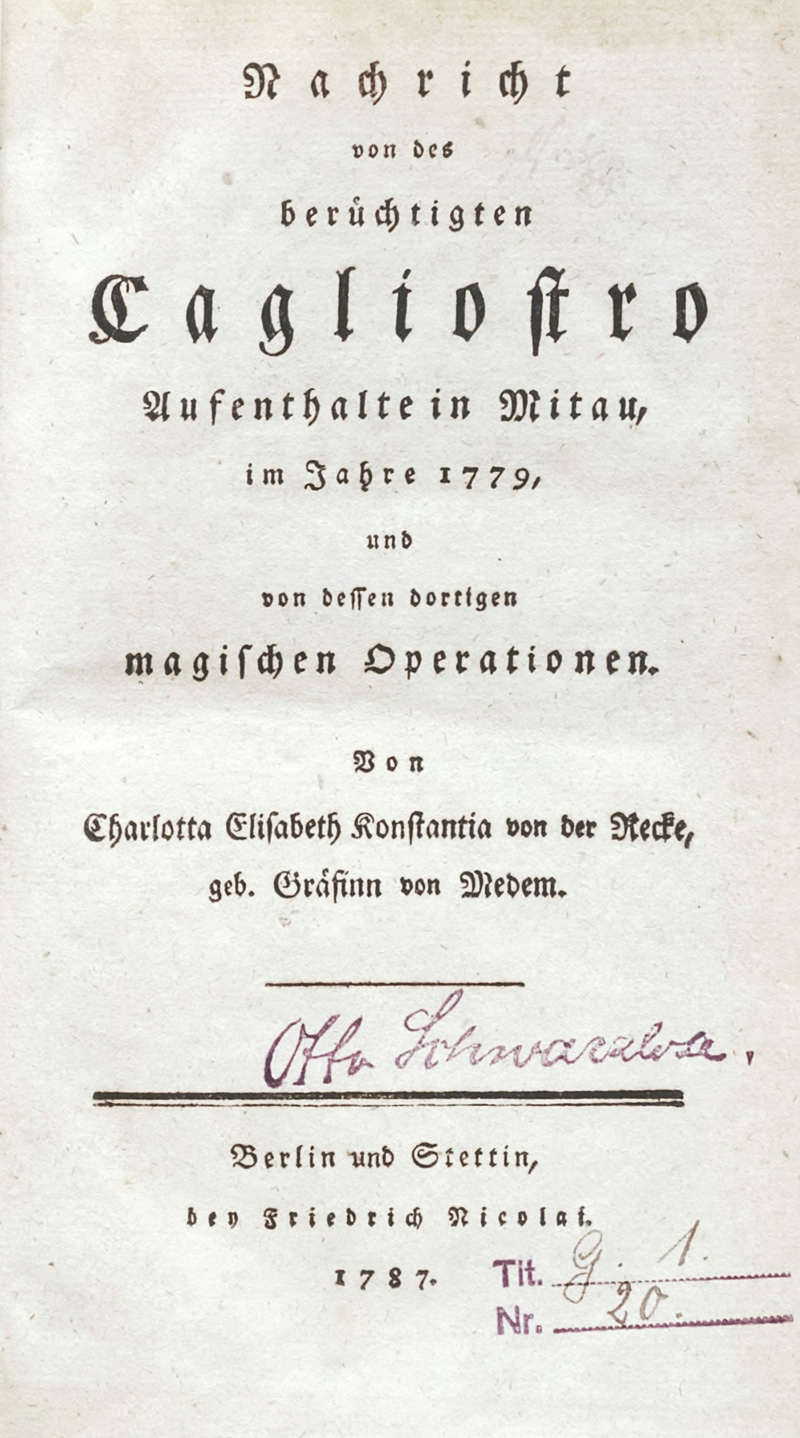 Nachricht
von des
berüchtigten
Cagliostro
Aufenthalte in Mitau,
im Jahre 1779,
und
von dessen dortigen
magischen Operationen.
Von
Charlotta Elisabeth Konstantia von der Recke,
geb. Gräfinn von Medem.
Otto
Berlin und Stettin,
bey Friedrich Nicolai.
1787.
Tit. G. 1.
Nr. 20.